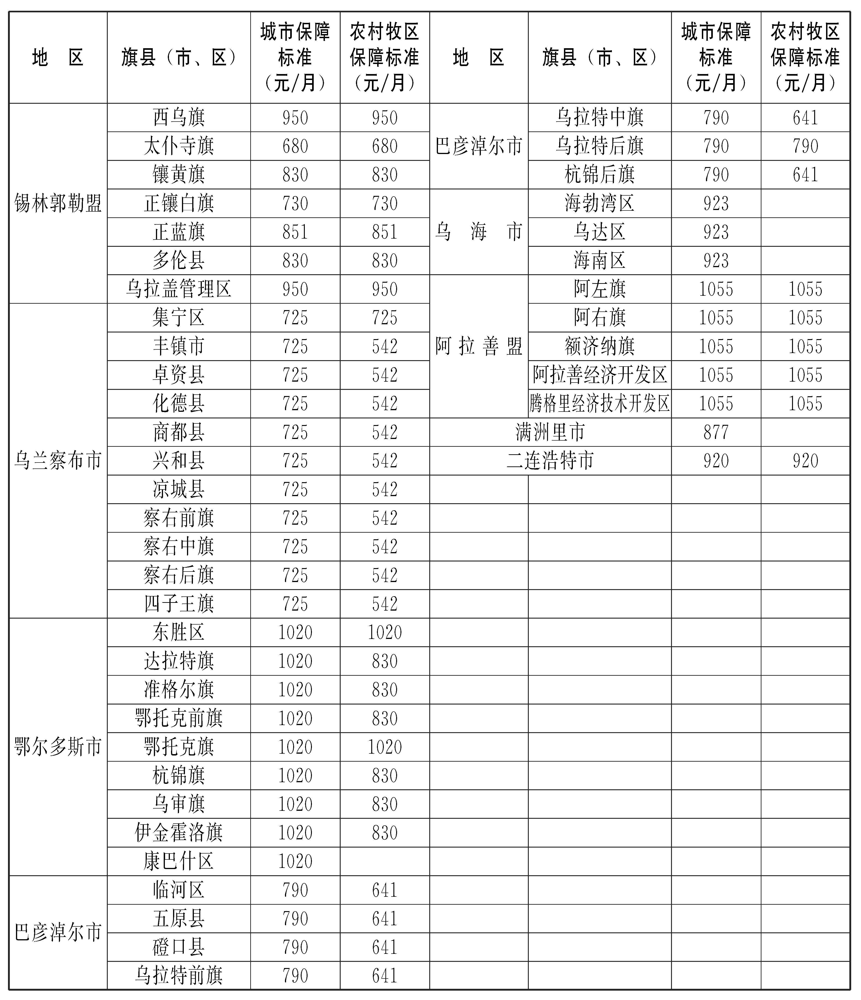 地 区 旗县（市、区） 城市保障标准（元/月） 农村牧区保障标准（元/月） 地 区 旗县（市、区） 城市保障标准（元/月） 农村牧区保障标准（元/月）
锡林郭勒盟 西乌旗 950 950 巴彦淖尔市 乌拉特中旗 790 641
太仆寺旗 680 680 乌拉特后旗 790 790
镶黄旗 830 830 杭锦后旗 790 641
正镶白旗 730 730 乌海市 海勃湾区 923
正蓝旗 851 851 乌达区 923
多伦县 830 830 海南区 923
乌拉盖管理区 950 950 阿拉善盟 阿左旗 1055 1055
乌兰察布市 集宁区 725 725 阿右旗 1055 1055
丰镇市 725 542 额济纳旗 1055 1055
卓资县 725 542 阿拉善经济开发区 1055 1055
化德县 725 542 腾格里经济技术开发区 1055 1055
商都县 725 542 满洲里市 877
兴和县 725 542 二连浩特市 920 920
凉城县 725 542
察右前旗 725 542
察右中旗 725 542
察右后旗 725 542
四子王旗 725 542
鄂尔多斯市 东胜区 1020 1020
达拉特旗 1020 830
准格尔旗 1020 830
鄂托克前旗 1020 830
鄂托克旗 1020 1020
杭锦旗 1020 830
乌审旗 1020 830
伊金霍洛旗 1020 830
康巴什区 1020
巴彦淖尔市 临河区 790 641
五原县 790 641
磴口县 790 641
乌拉特前旗 790 641